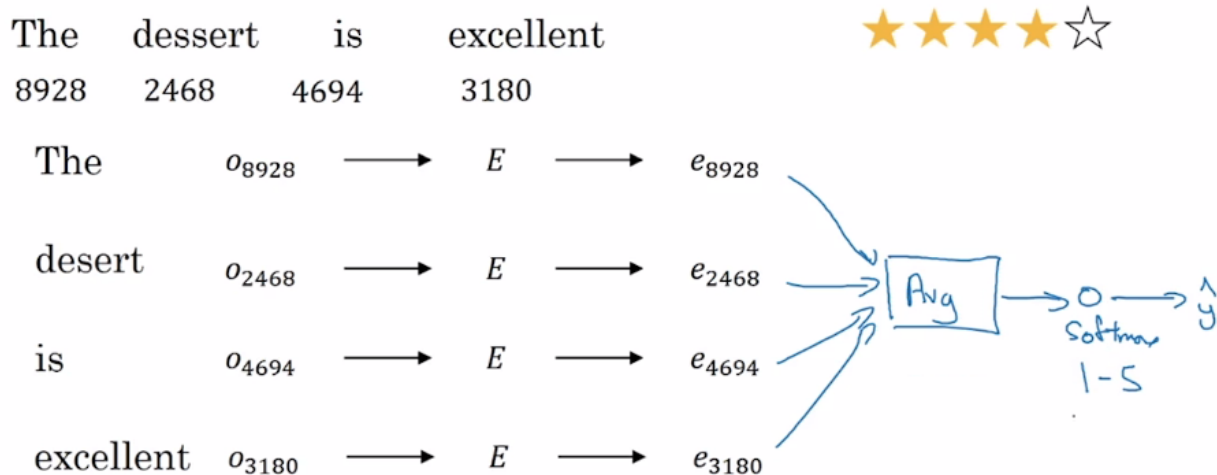 The dessert is excellent
8928 2468 4694 3180
The o8928 E e8928
desert o2468 E e2468
is o4694 E e4694
excellent o3180 E e3180
Avg
ŷ
Softmax
1-5